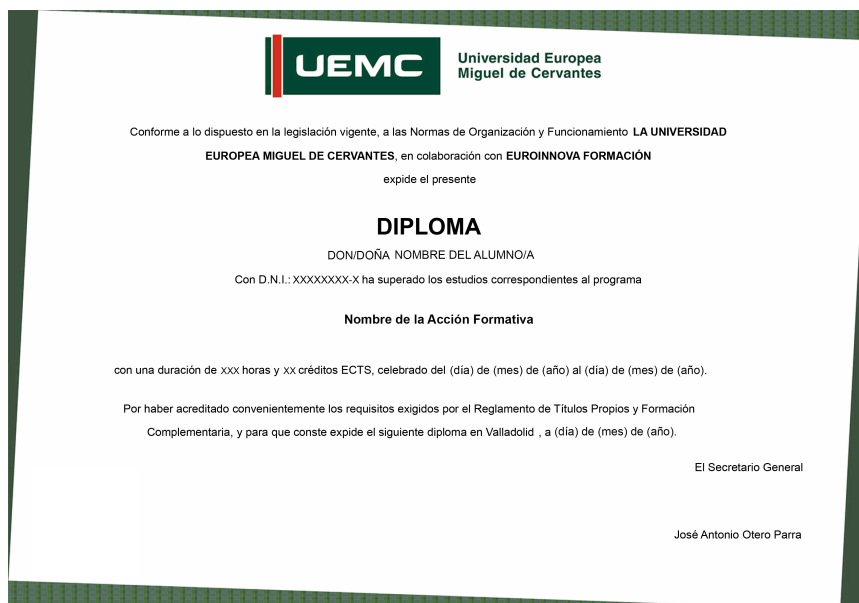 UEMC
Universidad Europea
Miguel de Cervantes
Conforme a lo dispuesto en la legislación vigente, a las Normas de Organización y Funcionamiento LA UNIVERSIDAD
EUROPEA MIGUEL DE CERVANTES, en colaboración con EUROINNOVA FORMACIÓN
expide el presente
DIPLOMA
DON/DOÑA NOMBRE DEL ALUMNO/A
Con D.N.I.: XXXXXXXX-X ha superado los estudios correspondientes al programa
Nombre de la Acción Formativa
con una duración de XXX horas y XX créditos ECTS, celebrado del (día) de (mes) de (año) al (día) de (mes) de (año).
Por haber acreditado convenientemente los requisitos exigidos por el Reglamento de Títulos Propios y Formación
Complementaria, y para que conste expide el siguiente diploma en Valladolid , a (día) de (mes) de (año).
El Secretario General
José Antonio Otero Parra